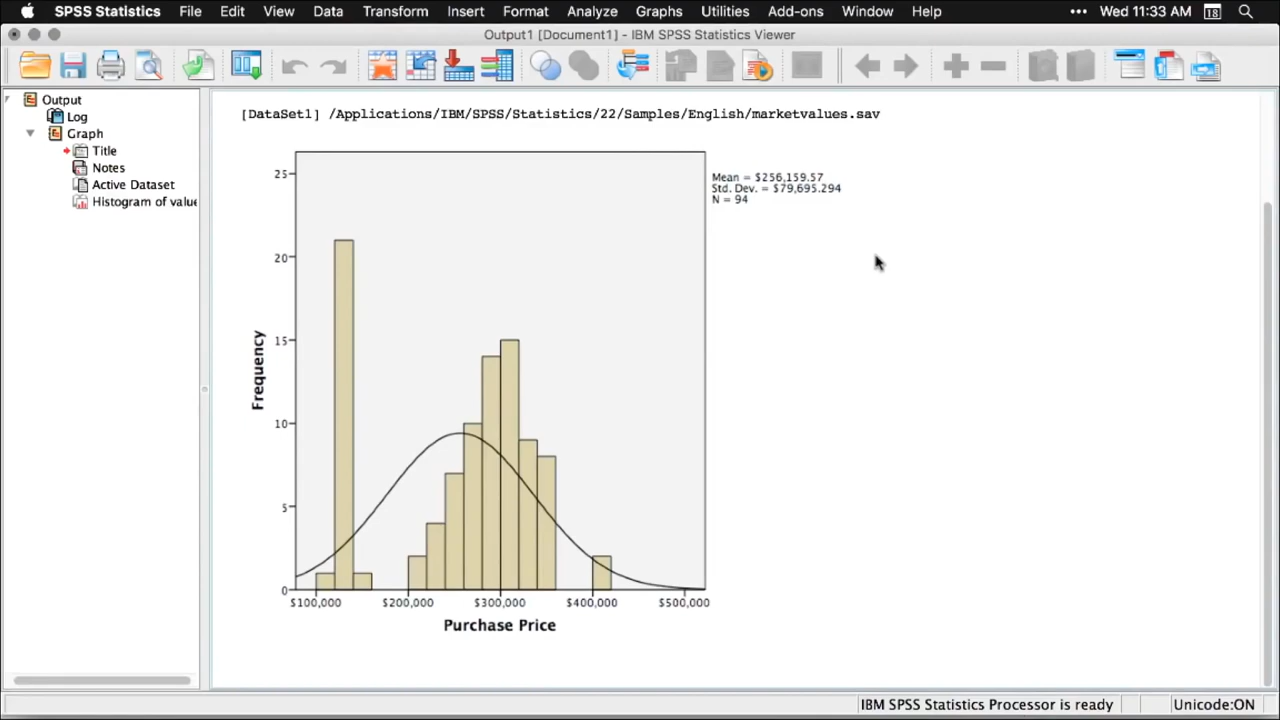 SPSS Statistics File Edit View Data Transform Insert Format Analyze Graphs Utilities Add-ons Window Help ••• Wed 11:33 AM 18
Output1 [Document1] - IBM SPSS Statistics Viewer
Output
Log
Graph
Title
Notes
Active Dataset
Histogram of value
[DataSet1] /Applications/IBM/SPSS/Statistics/22/Samples/English/marketvalues.sav
Mean = $256,159.57
Std. Dev. = $79,695.294
N = 94
25
20
15
10
5
0
Frequency
$100,000 $200,000 $300,000 $400,000 $500,000
Purchase Price
IBM SPSS Statistics Processor is ready Unicode:ON